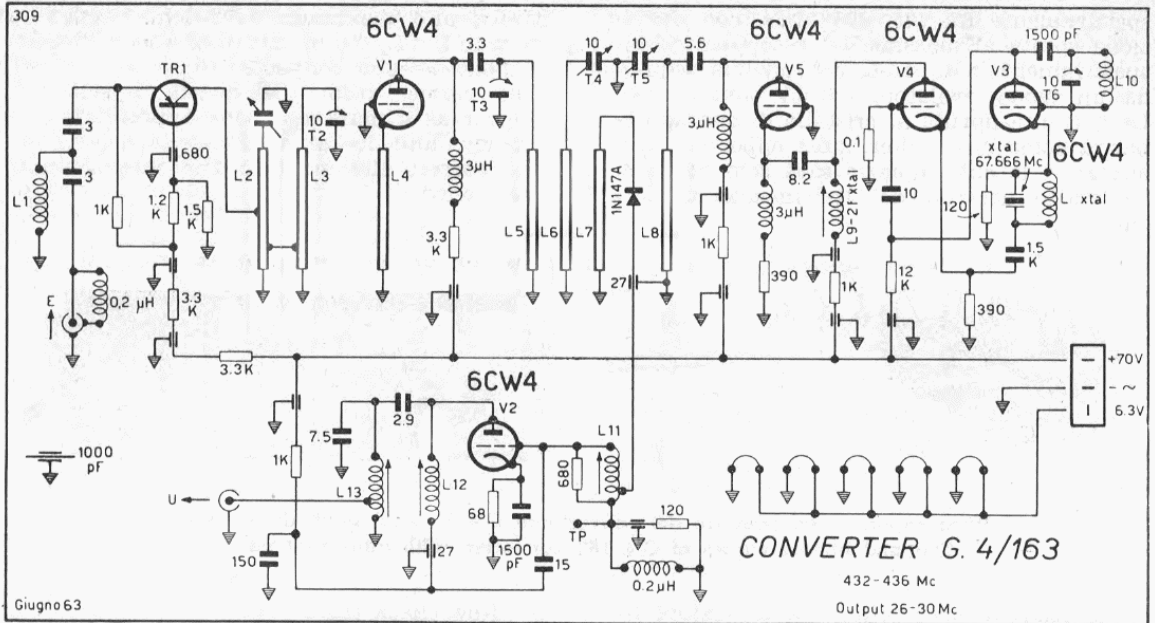 309
6CW4
6CW4
6CW4
TR1
V1
3.3
10
T3
10
T4
10
T5
5.6
V5
V4
V3
1500 pF
10
T6
L10
3
3
680
10
T2
3µH
3µH
0.1
6CW4
xtal
67.666 Mc
L1
1K
1.2
K
1.5
K
L2
L3
L4
3µH
8.2
L9-2 F xtal
10
120
L xtal
1N147A
L5
L6
L7
L8
3.3
K
1K
1.5
K
E
0,2 µH
3.3
K
27
390
1K
12
K
390
3.3K
+70V
- ~
6.3V
6CW4
V2
2.9
7.5
L11
1000
pF
1K
680
U
L13
L12
68
TP
120
1500
pF
150
27
15
0.2µH
CONVERTER G. 4/163
432-436 Mc
Output 26-30Mc
Giugno 63